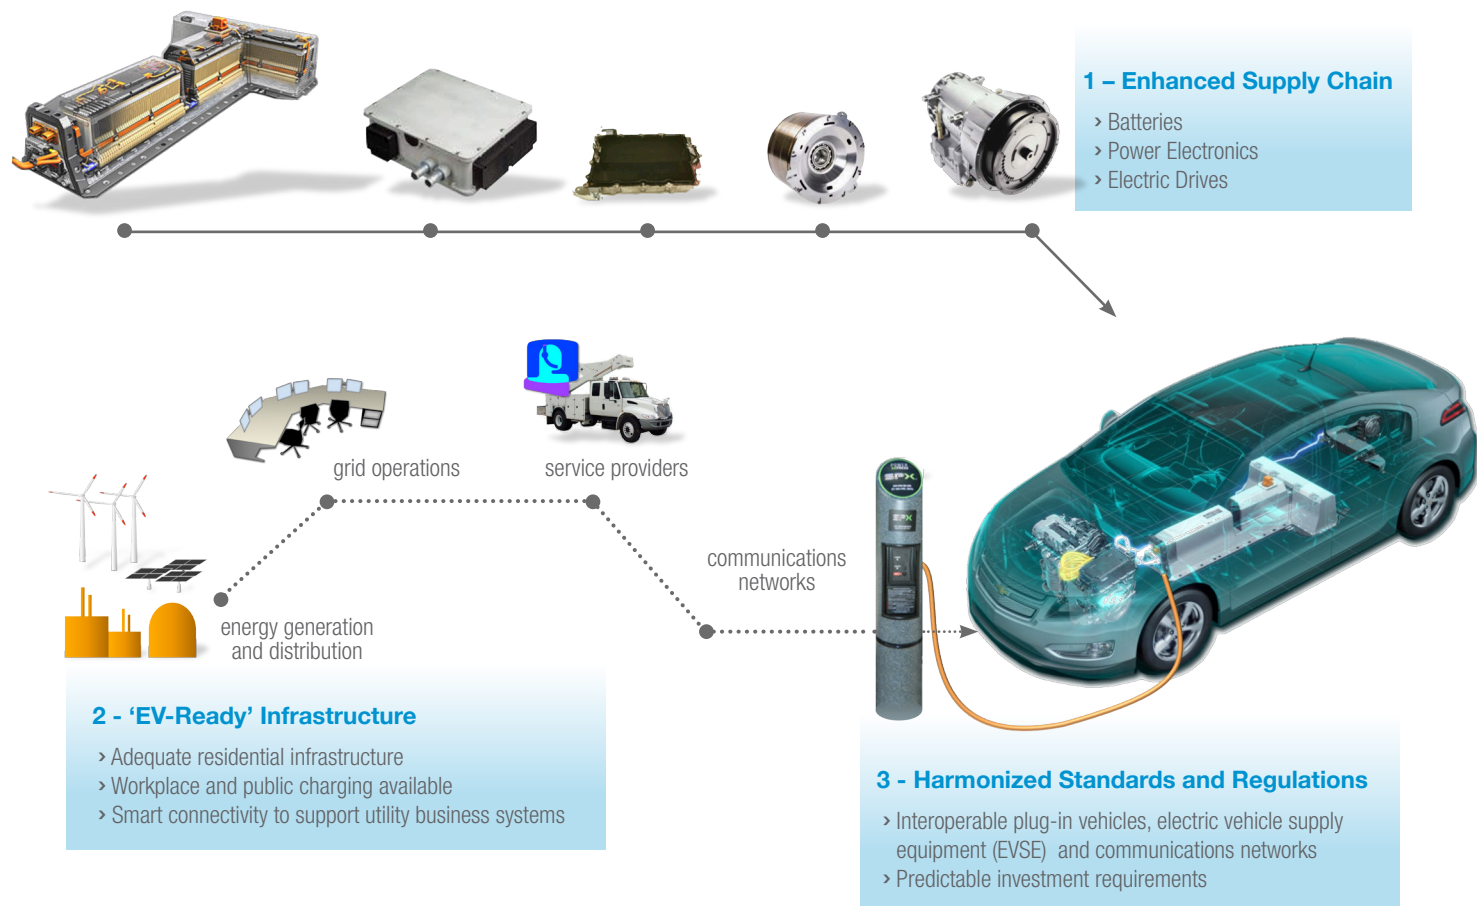 1 – Enhanced Supply Chain
› Batteries
› Power Electronics
› Electric Drives
grid operations
service providers
communications
networks
energy generation
and distribution
SPX
SPX
2 - ‘EV-Ready’ Infrastructure
› Adequate residential infrastructure
› Workplace and public charging available
› Smart connectivity to support utility business systems
3 - Harmonized Standards and Regulations
› Interoperable plug-in vehicles, electric vehicle supply
equipment (EVSE) and communications networks
› Predictable investment requirements